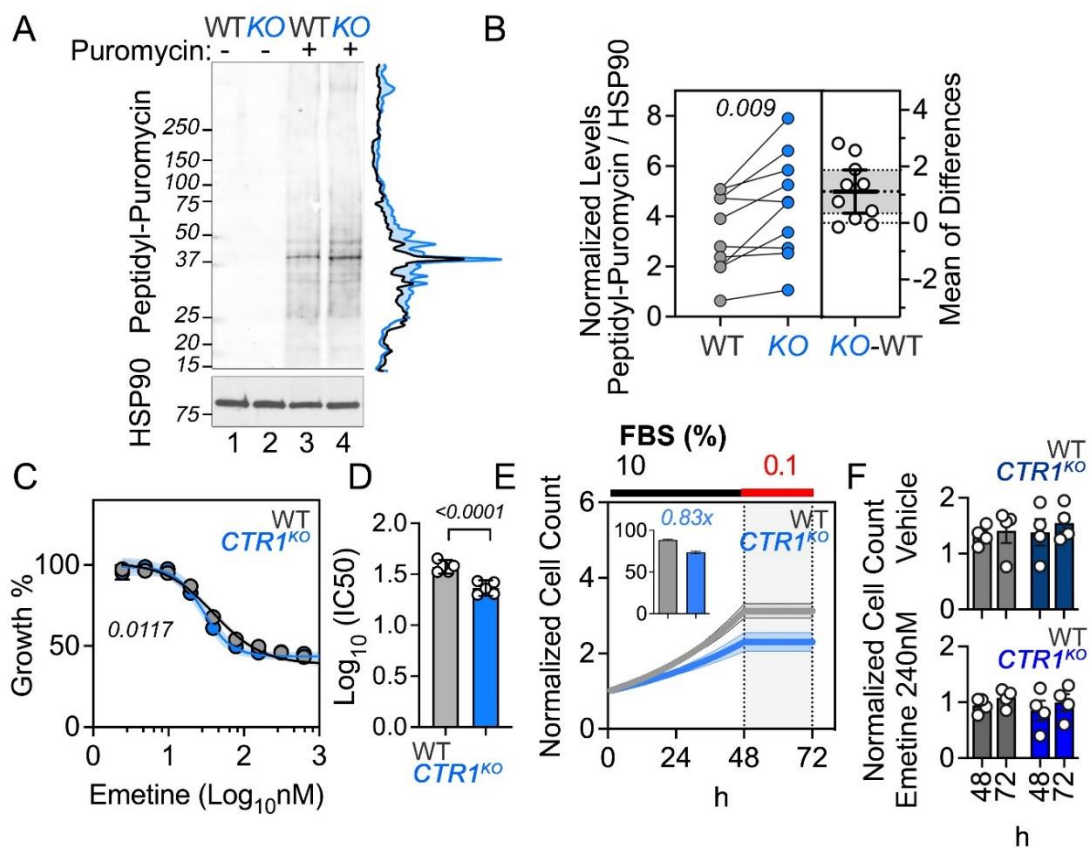 A
WT KO WT KO
Puromycin: - - + +
Peptidyl-Puromycin
250
150
100
75
50
37
25
20
15
HSP90
75
1 2 3 4
B
Normalized Levels
Peptidyl-Puromycin / HSP90
8
6
4
2
0
0.009
4
2
0
-2
Mean of Differences
WT KO KO-WT
C
WT
CTR1KO
Growth %
100
50
0
0.0117
0 1 2 3
Emetine (Log10nM)
D
<0.0001
Log10 (IC50)
2.0
1.5
1.0
0.5
0.0
WT
CTR1KO
E
FBS (%)
10 0.1
Normalized Cell Count
6
4
2
0
0.83x
100
50
0
WT
CTR1KO
0 24 48 72
h
F
WT
CTR1KO
Normalized Cell Count
Vehicle
2
1
0
WT
CTR1KO
Emetine 240nM
2
1
0
48 72 48 72
h